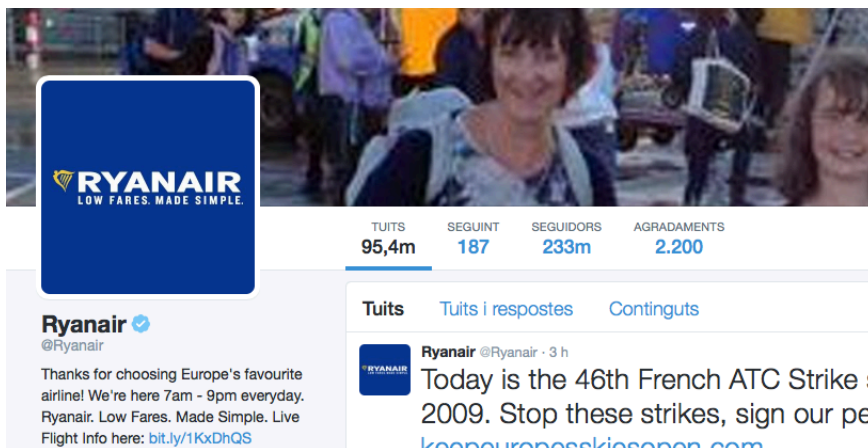 RYANAIR
LOW FARES. MADE SIMPLE.
TUITS SEGUINT SEGUIDORS AGRADAMENTS
95,4m 187 233m 2.200
Tuits Tuits i respostes Continguts
Ryanair
@Ryanair
Thanks for choosing Europe's favourite
airline! We're here 7am - 9pm everyday.
Ryanair. Low Fares. Made Simple. Live
Flight Info here: bit.ly/1KxDhQS
RYANAIR
Ryanair @Ryanair · 3 h
Today is the 46th French ATC Strike
2009. Stop these strikes, sign our
keepeuropesskiesopen.com